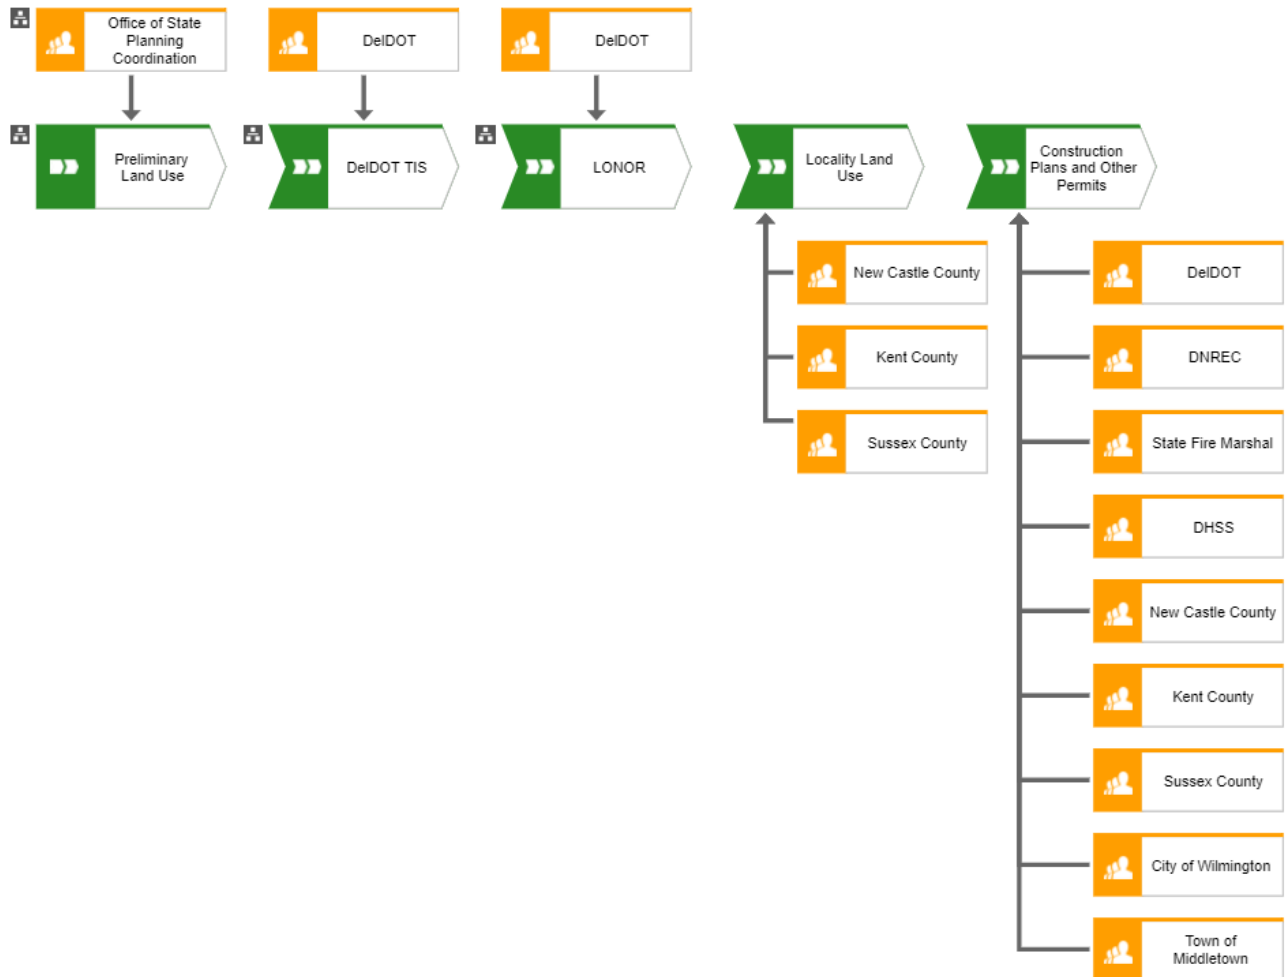 Office of State
Planning
Coordination
DelDOT
DelDOT
Preliminary
Land Use
DelDOT TIS
LONOR
Locality Land
Use
Construction
Plans and Other
Permits
New Castle County
Kent County
Sussex County
DelDOT
DNREC
State Fire Marshal
DHSS
New Castle County
Kent County
Sussex County
City of Wilmington
Town of
Middletown